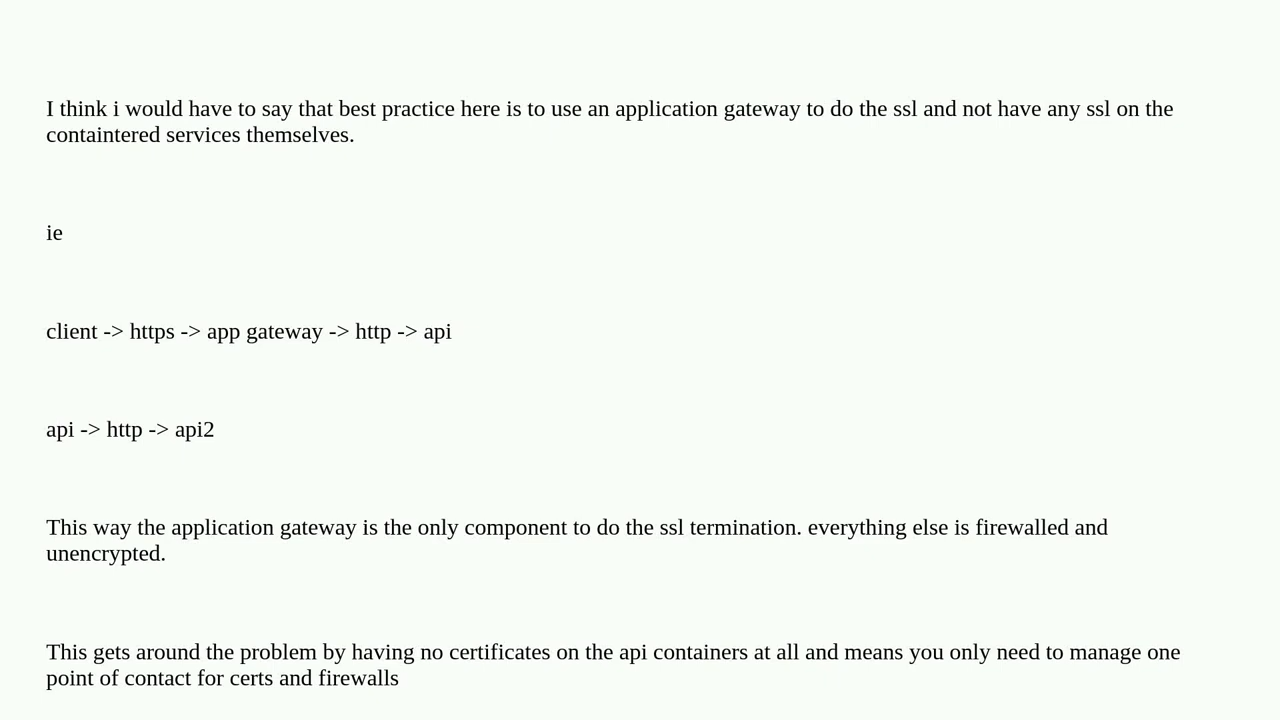 I think i would have to say that best practice here is to use an application gateway to do the ssl and not have any ssl on the
containtered services themselves.
ie
client -> https -> app gateway -> http -> api
api -> http -> api2
This way the application gateway is the only component to do the ssl termination. everything else is firewalled and
unencrypted.
This gets around the problem by having no certificates on the api containers at all and means you only need to manage one
point of contact for certs and firewalls